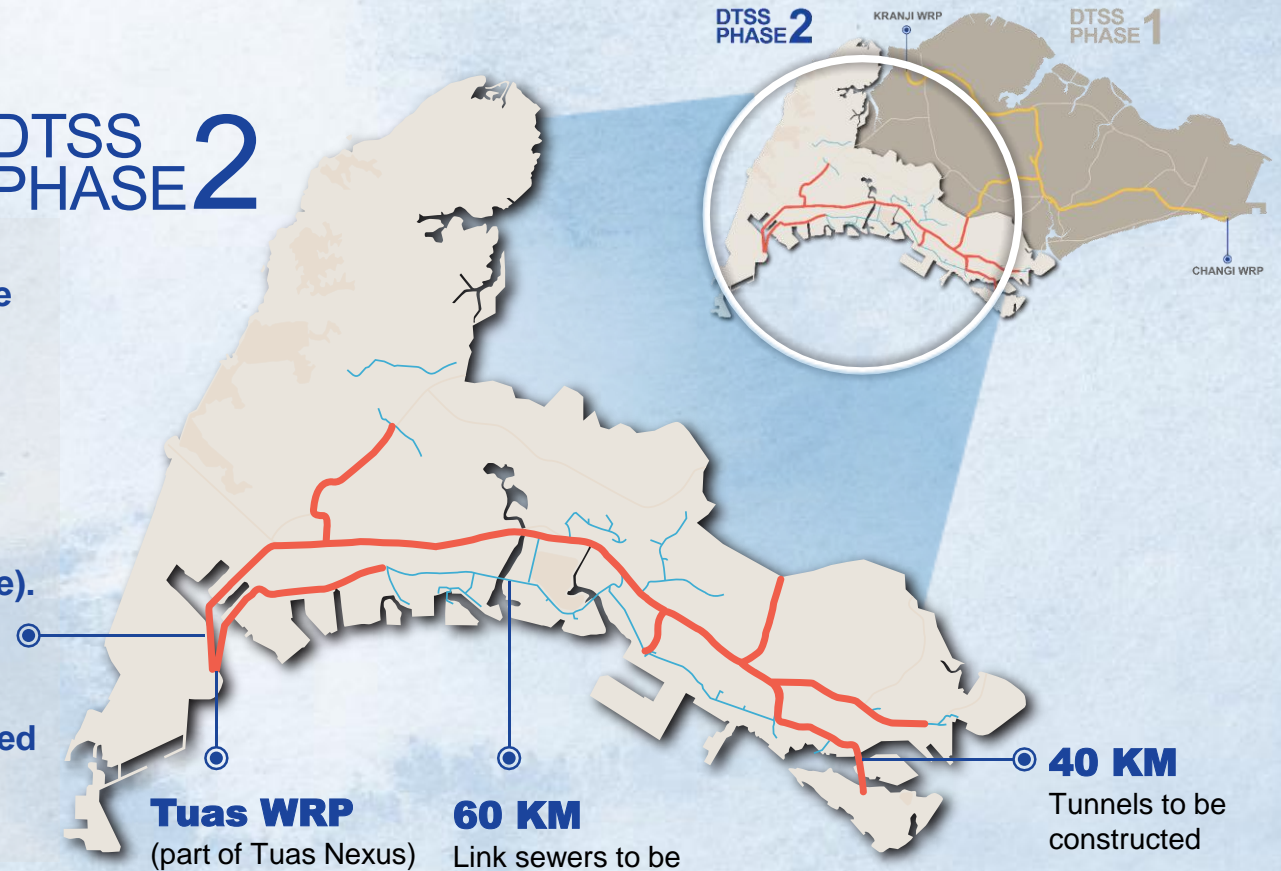 DTSS
PHASE 2
KRANJI WRP
DTSS
PHASE 1
CHANGI WRP
DTSS
PHASE 2
e
e).
ed
Tuas WRP
(part of Tuas Nexus)
60 KM
Link sewers to be
40 KM
Tunnels to be
constructed